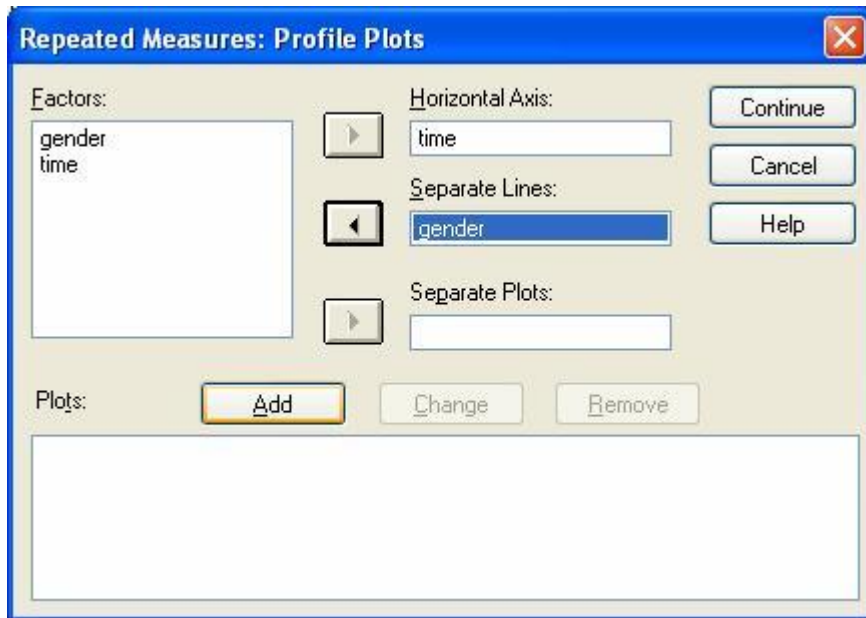 Repeated Measures: Profile Plots
Factors:
gender
time
Horizontal Axis:
time
Separate Lines:
gender
Separate Plots:
Continue
Cancel
Help
Plots:
Add
Change
Remove